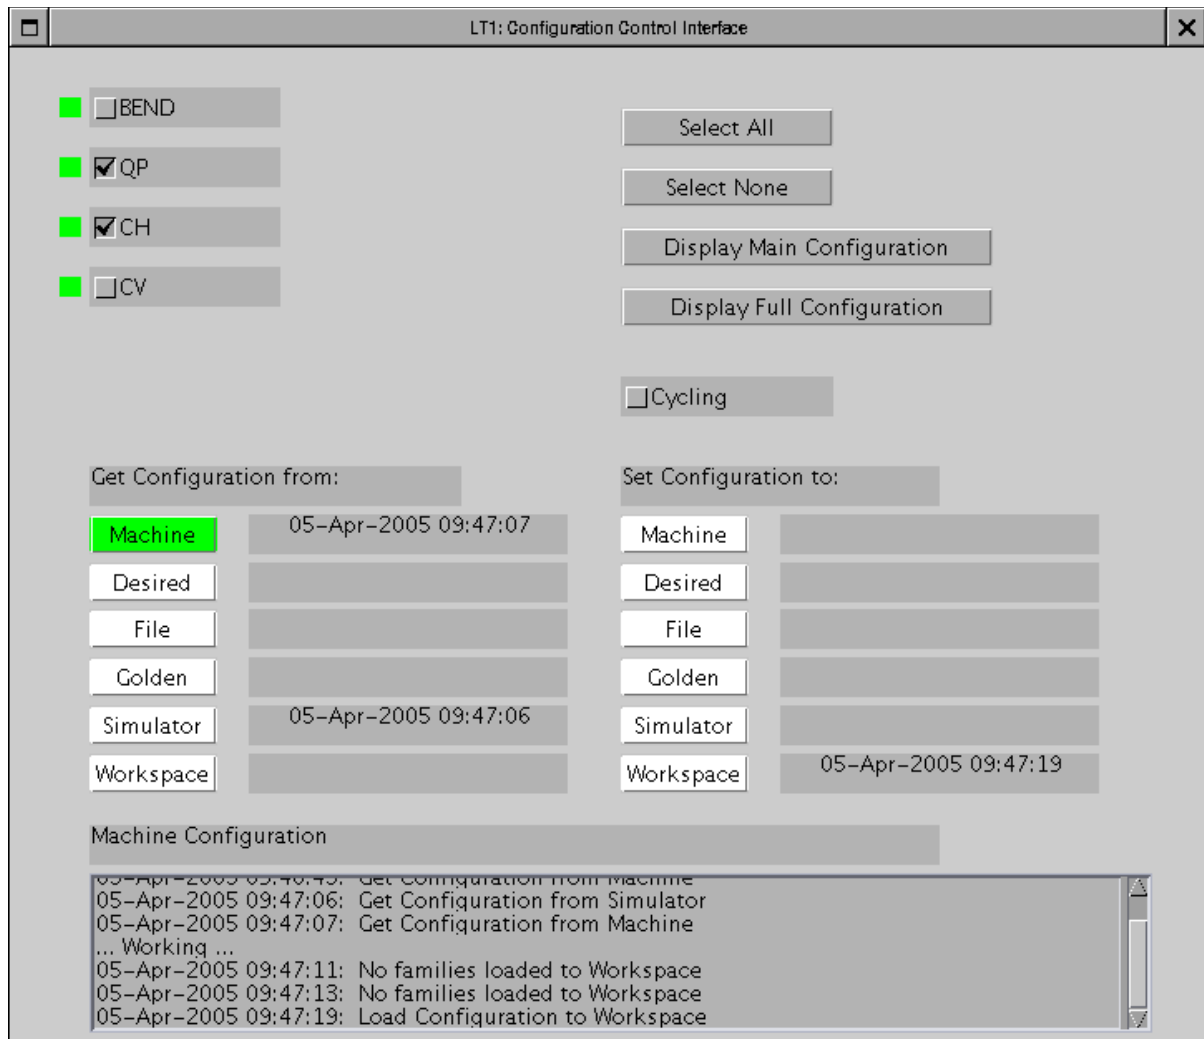 LT1: Configuration Control Interface
BEND
QP
CH
CV
Select All
Select None
Display Main Configuration
Display Full Configuration
Cycling
Get Configuration from:
Machine 05-Apr-2005 09:47:07
Desired
File
Golden
Simulator 05-Apr-2005 09:47:06
Workspace
Set Configuration to:
Machine
Desired
File
Golden
Simulator
Workspace 05-Apr-2005 09:47:19
Machine Configuration
Get Configuration from Machine
05-Apr-2005 09:47:06: Get Configuration from Simulator
05-Apr-2005 09:47:07: Get Configuration from Machine
... Working ...
05-Apr-2005 09:47:11: No families loaded to Workspace
05-Apr-2005 09:47:13: No families loaded to Workspace
05-Apr-2005 09:47:19: Load Configuration to Workspace